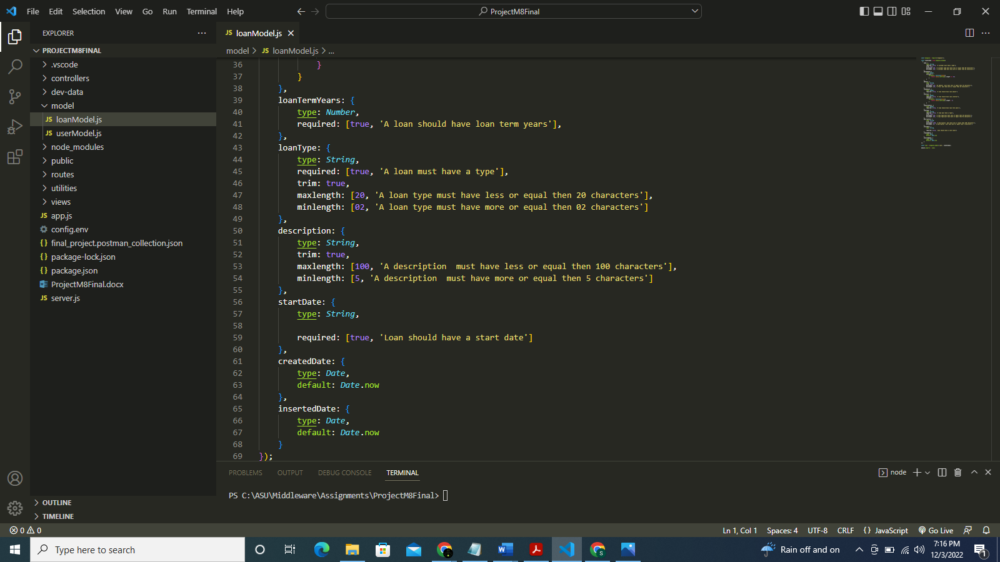 File Edit Selection View Go Run Terminal Help
ProjectM8Final
EXPLORER
PROJECTM8FINAL
.vscode
controllers
dev-data
model
JS loanModel.js
JS userModel.js
node_modules
public
routes
utilities
views
JS app.js
config.env
{} final_project.postman_collection.json
{} package-lock.json
{} package.json
ProjectM8Final.docx
JS server.js
OUTLINE
TIMELINE
JS loanModel.js
model > JS loanModel.js > ...
36 }
37 }
38 },
39 loanTermYears: {
40 type: Number,
41 required: [true, 'A loan should have loan term years'],
42 },
43 loanType: {
44 type: String,
45 required: [true, 'A loan must have a type'],
46 trim: true,
47 maxlength: [20, 'A loan type must have less or equal then 20 characters'],
48 minlength: [02, 'A loan type must have more or equal then 02 characters']
49 },
50 description: {
51 type: String,
52 trim: true,
53 maxlength: [100, 'A description  must have less or equal then 100 characters'],
54 minlength: [5, 'A description  must have more or equal then 5 characters']
55 },
56 startDate: {
57 type: String,
58
59 required: [true, 'Loan should have a start date']
60 },
61 createdDate: {
62 type: Date,
63 default: Date.now
64 },
65 insertedDate: {
66 type: Date,
67 default: Date.now
68 }
69 });
PROBLEMS OUTPUT DEBUG CONSOLE TERMINAL
node
PS C:\ASU\Middleware\Assignments\ProjectM8Final>
0 0
Ln 1, Col 1 Spaces: 4 UTF-8 CRLF {} JavaScript Go Live
Type here to search
S
Rain off and on
7:16 PM
12/3/2022
1